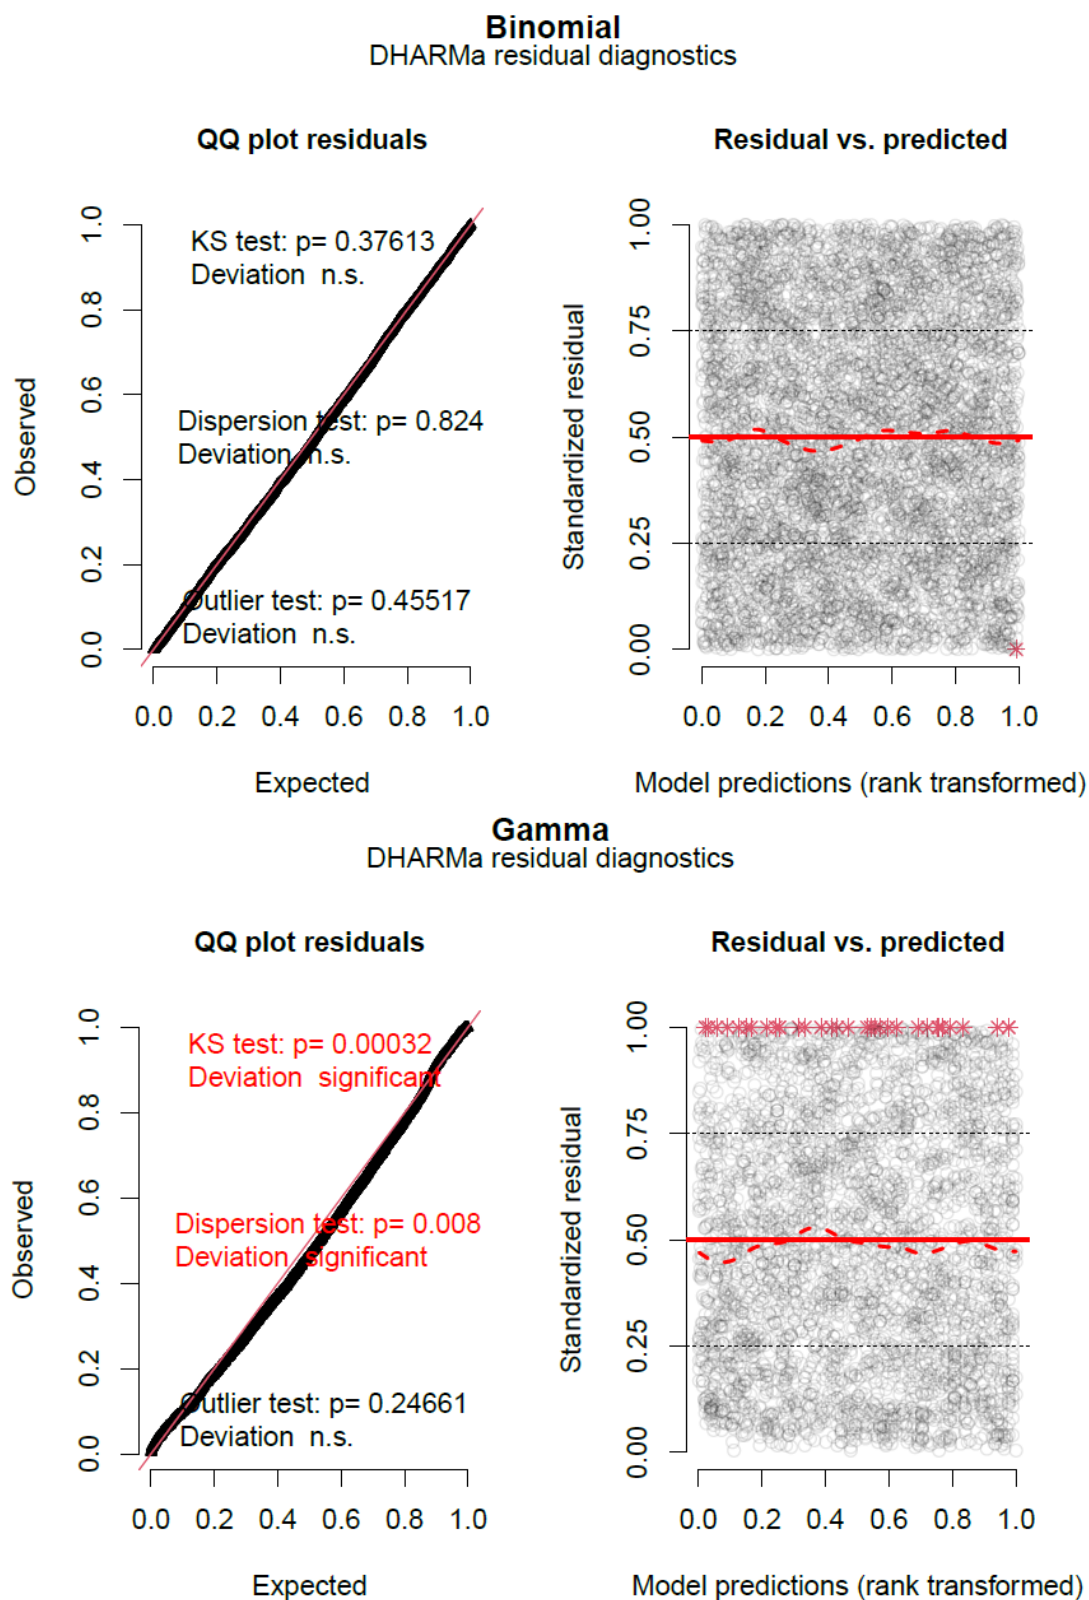 Binomial
DHARMa residual diagnostics
QQ plot residuals
KS test: p= 0.37613
Deviation n.s.
Dispersion test: p= 0.824
Deviation n.s.
Outlier test: p= 0.45517
Deviation n.s.
Observed
0.0 0.2 0.4 0.6 0.8 1.0
0.0 0.2 0.4 0.6 0.8 1.0
Expected
Residual vs. predicted
Standardized residual
0.00 0.25 0.50 0.75 1.00
0.0 0.2 0.4 0.6 0.8 1.0
Model predictions (rank transformed)
Gamma
DHARMa residual diagnostics
QQ plot residuals
KS test: p= 0.00032
Deviation significant
Dispersion test: p= 0.008
Deviation significant
Outlier test: p= 0.24661
Deviation n.s.
Observed
0.0 0.2 0.4 0.6 0.8 1.0
0.0 0.2 0.4 0.6 0.8 1.0
Expected
Residual vs. predicted
Standardized residual
0.00 0.25 0.50 0.75 1.00
0.0 0.2 0.4 0.6 0.8 1.0
Model predictions (rank transformed)